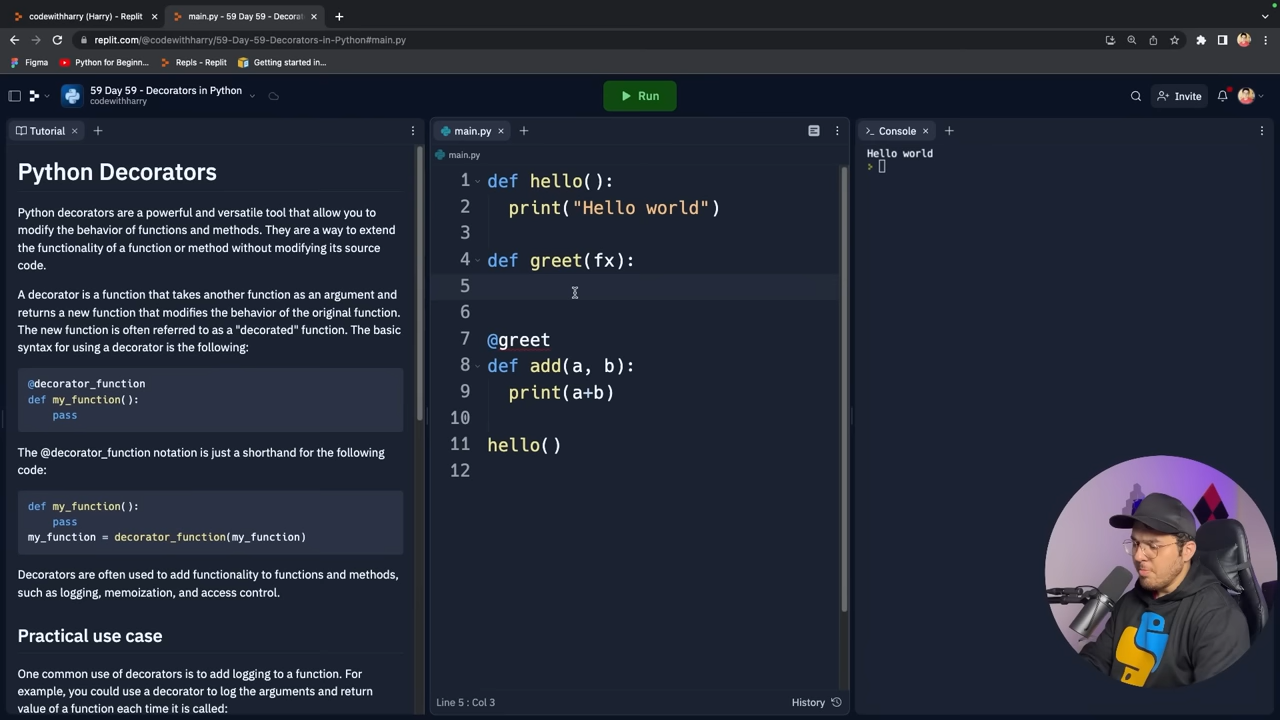 codewithharry (Harry) - Replit
main.py - 59 Day 59 - Decorat
replit.com/@codewithharry/59-Day-59-Decorators-in-Python#main.py
Figma
Python for Beginn...
Repls - Replit
Getting started in...
59 Day 59 - Decorators in Python
codewithharry
Run
Invite
Tutorial
Python Decorators
Python decorators are a powerful and versatile tool that allow you to
modify the behavior of functions and methods. They are a way to extend
the functionality of a function or method without modifying its source
code.
A decorator is a function that takes another function as an argument and
returns a new function that modifies the behavior of the original function.
The new function is often referred to as a "decorated" function. The basic
syntax for using a decorator is the following:
@decorator_function
def my_function():
pass
The @decorator_function notation is just a shorthand for the following
code:
def my_function():
pass
my_function = decorator_function(my_function)
Decorators are often used to add functionality to functions and methods,
such as logging, memoization, and access control.
Practical use case
One common use of decorators is to add logging to a function. For
example, you could use a decorator to log the arguments and return
value of a function each time it is called:
main.py
main.py
1 def hello():
2 print("Hello world")
3
4 def greet(fx):
5
6
7 @greet
8 def add(a, b):
9 print(a+b)
10
11 hello()
12
Line 5 : Col 3
History
Console
Hello world
>